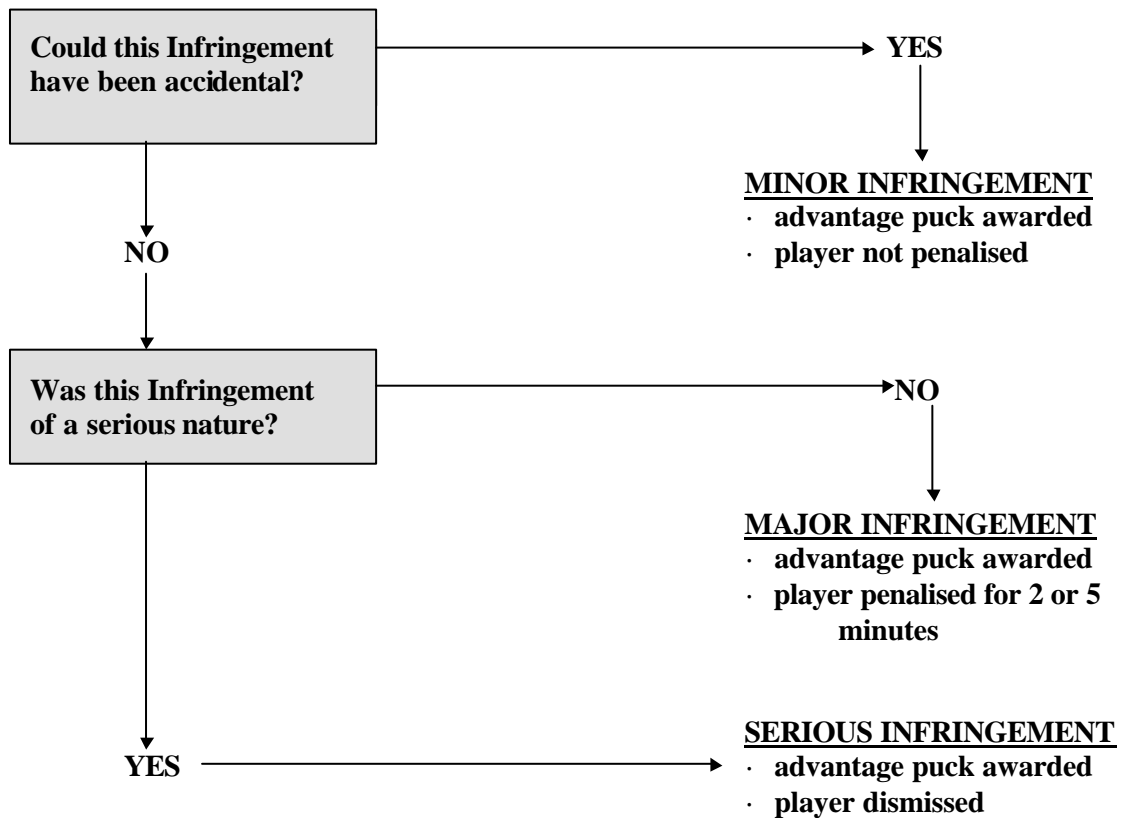 Could this Infringement
have been accidental?
YES
MINOR INFRINGEMENT
· advantage puck awarded
· player not penalised
NO
Was this Infringement
of a serious nature?
NO
MAJOR INFRINGEMENT
· advantage puck awarded
· player penalised for 2 or 5
minutes
YES
SERIOUS INFRINGEMENT
· advantage puck awarded
· player dismissed